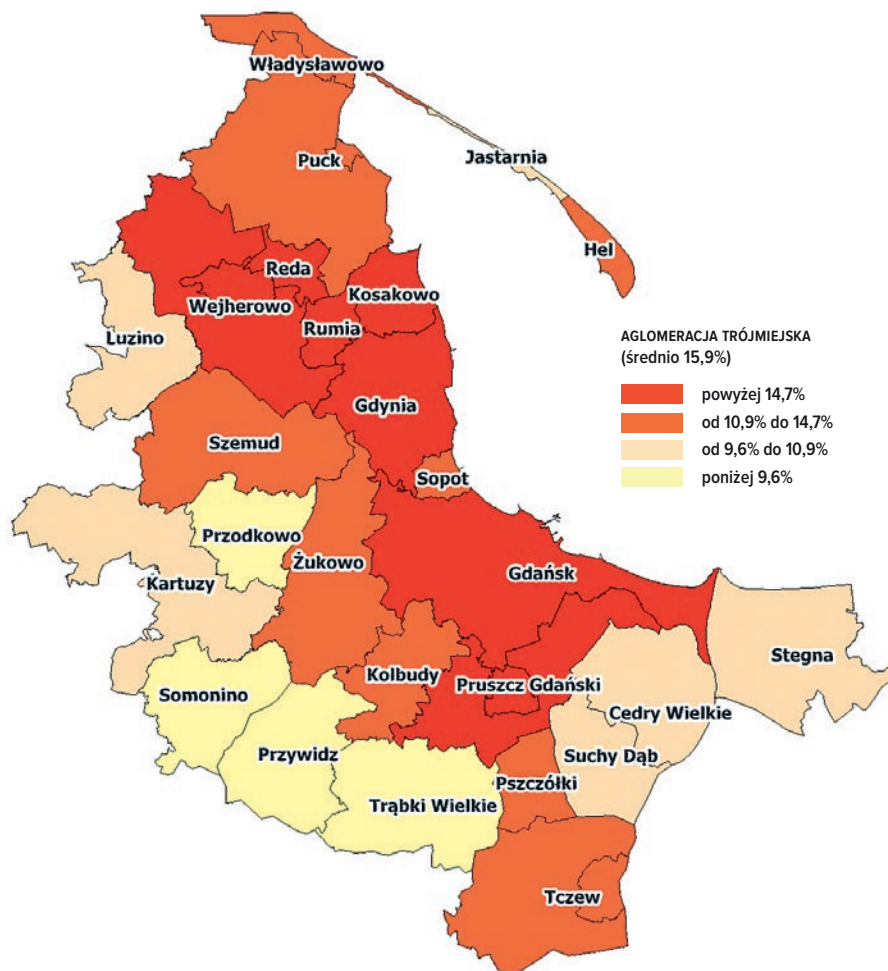 Władysławowo
Jastarnia
Puck
Hel
Reda
Kosakowo
Wejherowo
Rumia
Luzino
AGLOMERACJA TRÓJMIEJSKA
(średnio 15,9%)
powyżej 14,7%
od 10,9% do 14,7%
od 9,6% do 10,9%
poniżej 9,6%
Gdynia
Szemud
Sopot
Przodkowo
Żukowo
Gdańsk
Kartuzy
Stegna
Kolbudy
Pruszcz Gdański
Somonino
Cedry Wielkie
Przywidz
Suchy Dąb
Pszczółki
Trąbki Wielkie
Tczew